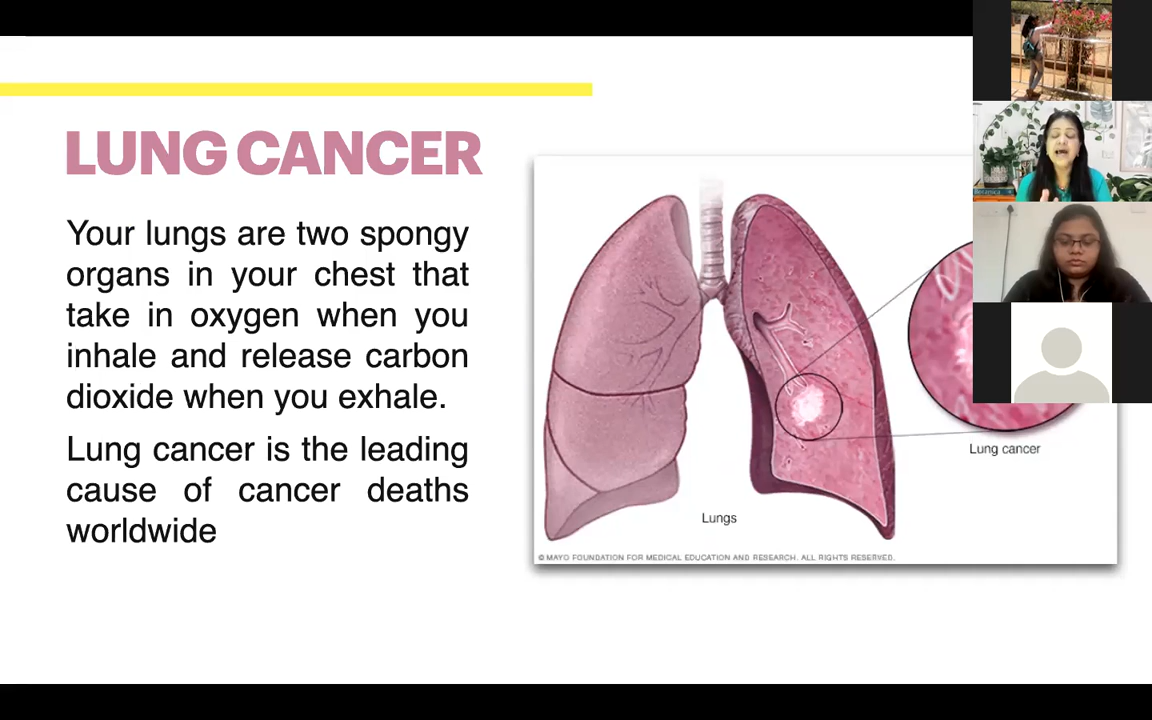 LUNG CANCER
Your lungs are two spongy
organs in your chest that
take in oxygen when you
inhale and release carbon
dioxide when you exhale.
Lung cancer is the leading
cause of cancer deaths
worldwide
Lung cancer
Lungs
© MAYO FOUNDATION FOR MEDICAL EDUCATION AND RESEARCH. ALL RIGHTS RESERVED.